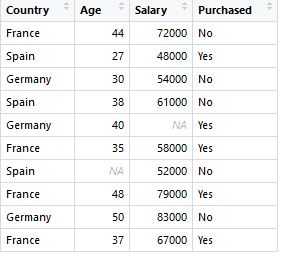 Country Age Salary Purchased
France 44 72000 No
Spain 27 48000 Yes
Germany 30 54000 No
Spain 38 61000 No
Germany 40 NA Yes
France 35 58000 Yes
Spain NA 52000 No
France 48 79000 Yes
Germany 50 83000 No
France 37 67000 Yes